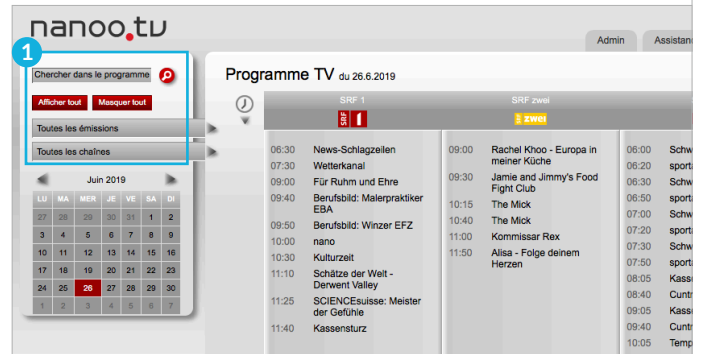 nanoo.tv
1
Admin
Assistan
Chercher dans le programme
Afficher tout
Masquer tout
Toutes les émissions
Toutes les chaînes
Juin 2019
LU MA MER JE VE SA DI
27 28 29 30 31 1 2
3 4 5 6 7 8 9
10 11 12 13 14 15 16
17 18 19 20 21 22 23
24 25 26 27 28 29 30
1 2 3 4 5 6 7
Programme TV du 26.6.2019
SRF 1
SRF 1
06:30 News-Schlagzeilen
07:30 Wetterkanal
09:00 Für Ruhm und Ehre
09:40 Berufsbild: Malerpraktiker
EBA
09:50 Berufsbild: Winzer EFZ
10:00 nano
10:30 Kulturzeit
11:10 Schätze der Welt -
Derwent Valley
11:25 SCIENCEsuisse: Meister
der Gefühle
11:40 Kassensturz
SRF zwei
zwei
09:00 Rachel Khoo - Europa in
meiner Küche
09:30 Jamie and Jimmy's Food
Fight Club
10:15 The Mick
10:40 The Mick
11:00 Kommissar Rex
11:50 Alisa - Folge deinem
Herzen
06:00 Schw
06:20 sport
06:30 Schw
06:50 sport
07:00 Schw
07:20 sport
07:30 Schw
07:50 sport
08:05 Kass
08:40 Cunt
09:05 Kass
09:40 Cunt
10:05 Temp